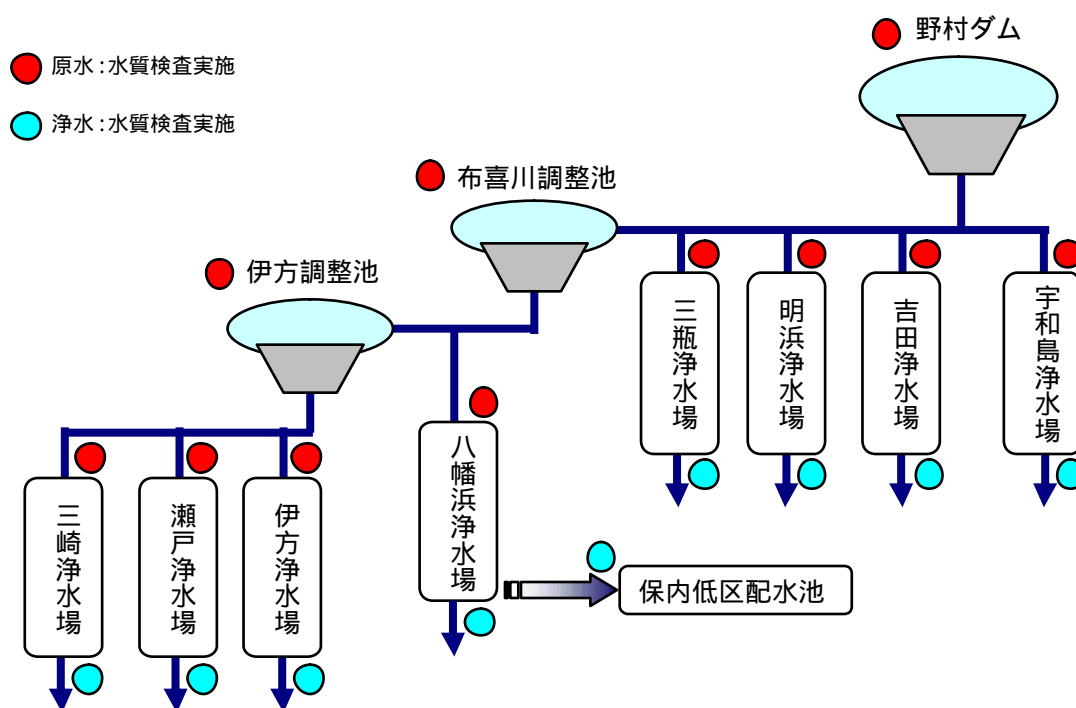 野村ダム
原水:水質検査実施
浄水:水質検査実施
布喜川調整池
伊方調整池
三瓶浄水場
明浜浄水場
吉田浄水場
宇和島浄水場
八幡浜浄水場
三崎浄水場
瀬戸浄水場
伊方浄水場
保内低区配水池